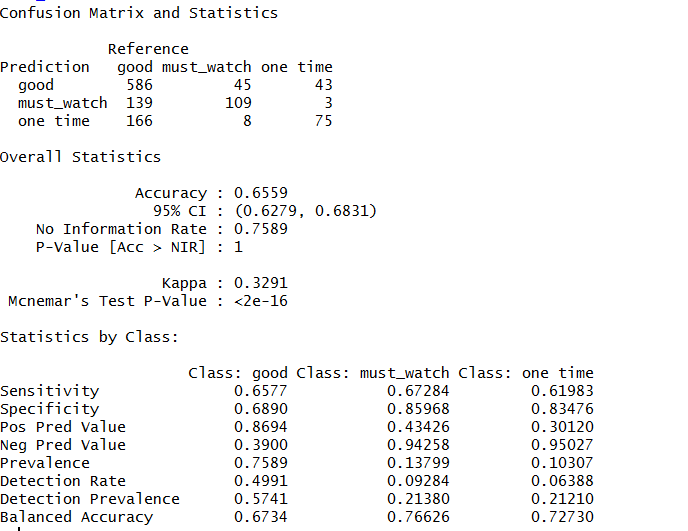 Confusion Matrix and Statistics
Reference
Prediction good must_watch one time
good 586 45 43
must_watch 139 109 3
one time 166 8 75
Overall Statistics
Accuracy : 0.6559
95% CI : (0.6279, 0.6831)
No Information Rate : 0.7589
P-Value [Acc > NIR] : 1
Kappa : 0.3291
Mcnemar's Test P-Value : <2e-16
Statistics by Class:
Class: good Class: must_watch Class: one time
Sensitivity 0.6577 0.67284 0.61983
Specificity 0.6890 0.85968 0.83476
Pos Pred Value 0.8694 0.43426 0.30120
Neg Pred Value 0.3900 0.94258 0.95027
Prevalence 0.7589 0.13799 0.10307
Detection Rate 0.4991 0.09284 0.06388
Detection Prevalence 0.5741 0.21380 0.21210
Balanced Accuracy 0.6734 0.76626 0.72730